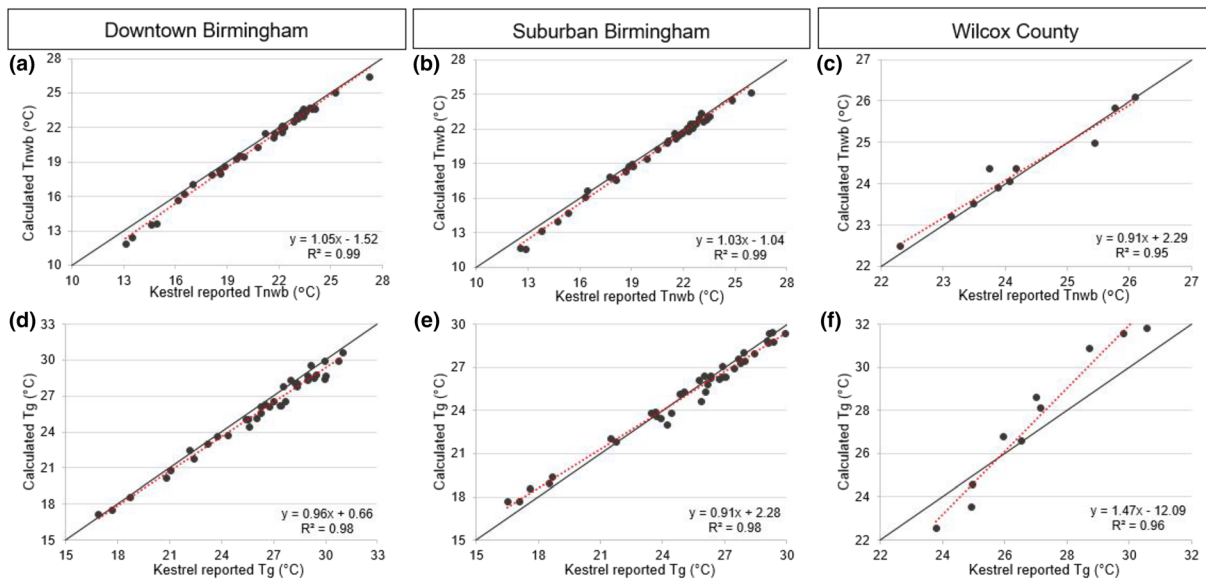 Downtown Birmingham
Suburban Birmingham
Wilcox County
(a)
Calculated Tnwb (°C)
28
25
22
19
16
13
10
y = 1.05x - 1.52
R² = 0.99
10 13 16 19 22 25 28
Kestrel reported Tnwb (°C)
(b)
Calculated Tnwb (°C)
28
25
22
19
16
13
10
y = 1.03x - 1.04
R² = 0.99
10 13 16 19 22 25 28
Kestrel reported Tnwb (°C)
(c)
Calculated Tnwb (°C)
27
26
25
24
23
22
y = 0.91x + 2.29
R² = 0.95
22 23 24 25 26 27
Kestrel reported Tnwb (°C)
(d)
Calculated Tg (°C)
33
30
27
24
21
18
15
y = 0.96x + 0.66
R² = 0.98
15 17 19 21 23 25 27 29 31 33
Kestrel reported Tg (°C)
(e)
Calculated Tg (°C)
30
27
24
21
18
15
y = 0.91x + 2.28
R² = 0.98
15 18 21 24 27 30
Kestrel reported Tg (°C)
(f)
Calculated Tg (°C)
32
30
28
26
24
22
y = 1.47x - 12.09
R² = 0.96
22 24 26 28 30 32
Kestrel reported Tg (°C)